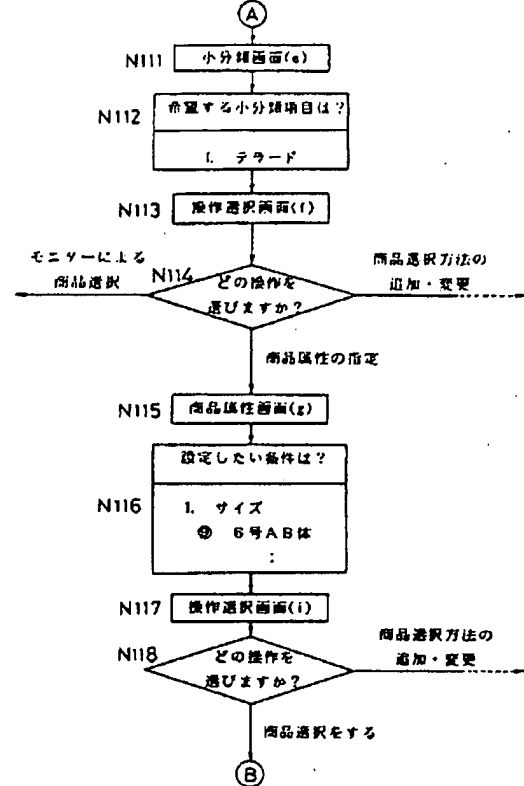 A
N111
小分類画面(e)
N112
希望する小分類項目は?
1. テラード
N113
操作選択画面(f)
モニターによる
商品選択
N114
どの操作を
選びますか?
商品選択方法の
追加・変更
商品属性の指定
N115
商品属性画面(g)
設定したい条件は?
N116
1. サイズ
⑨ 6号AB体
:
N117
操作選択画面(i)
N118
どの操作を
選びますか?
商品選択方法の
追加・変更
商品選択をする
B